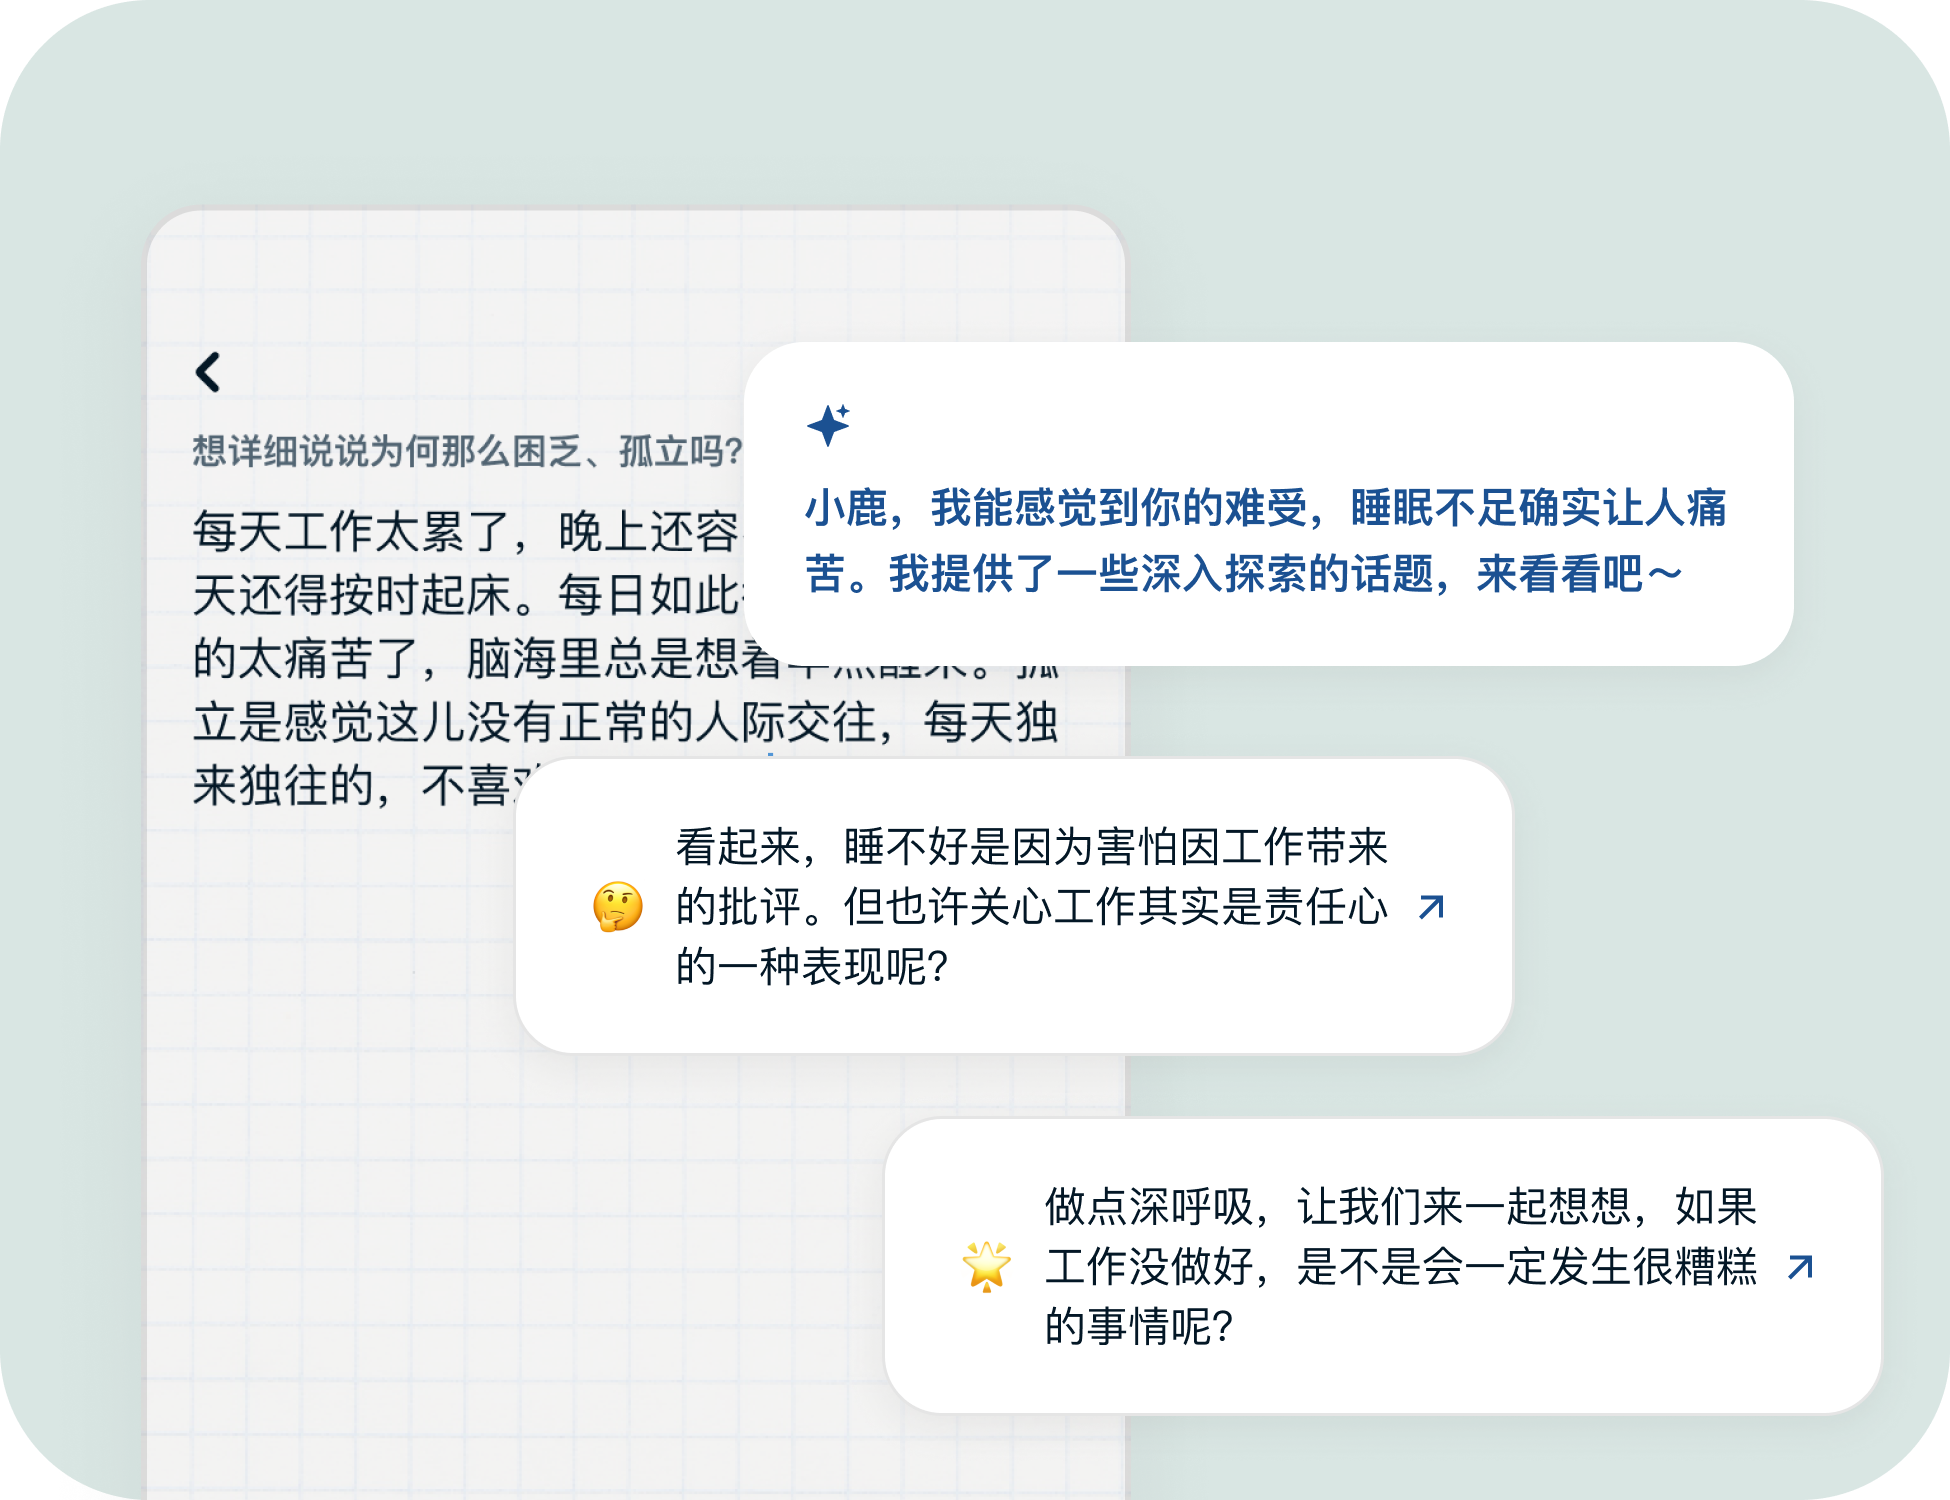 想详细说说为何那么困乏、孤立吗?
每天工作太累了，晚上还容
天还得按时起床。每日如此
的太痛苦了，脑海里总是想着早点醒来。孤
立是感觉这儿没有正常的人际交往，每天独
来独往的，不喜
小鹿，我能感觉到你的难受，睡眠不足确实让人痛
苦。我提供了一些深入探索的话题，来看看吧～
看起来，睡不好是因为害怕因工作带来
的批评。但也许关心工作其实是责任心
的一种表现呢?
做点深呼吸，让我们来一起想想，如果
工作没做好，是不是会一定发生很糟糕
的事情呢?